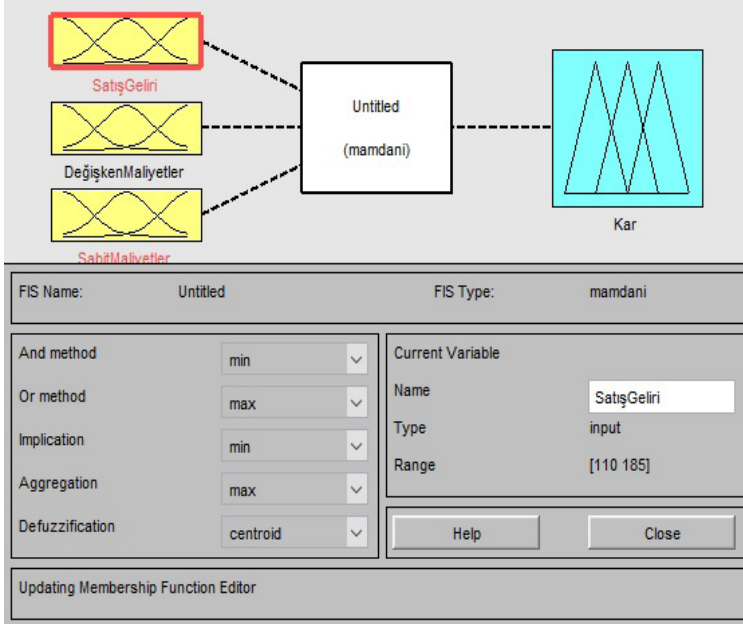 SatışGeliri
Untitled
(mamdani)
DeğişkenMaliyetler
Kar
SabitMaliyetler
FIS Name: Untitled FIS Type: mamdani
And method min
Or method max
Implication min
Aggregation max
Defuzzification centroid
Current Variable
Name SatışGeliri
Type input
Range [110 185]
Help Close
Updating Membership Function Editor